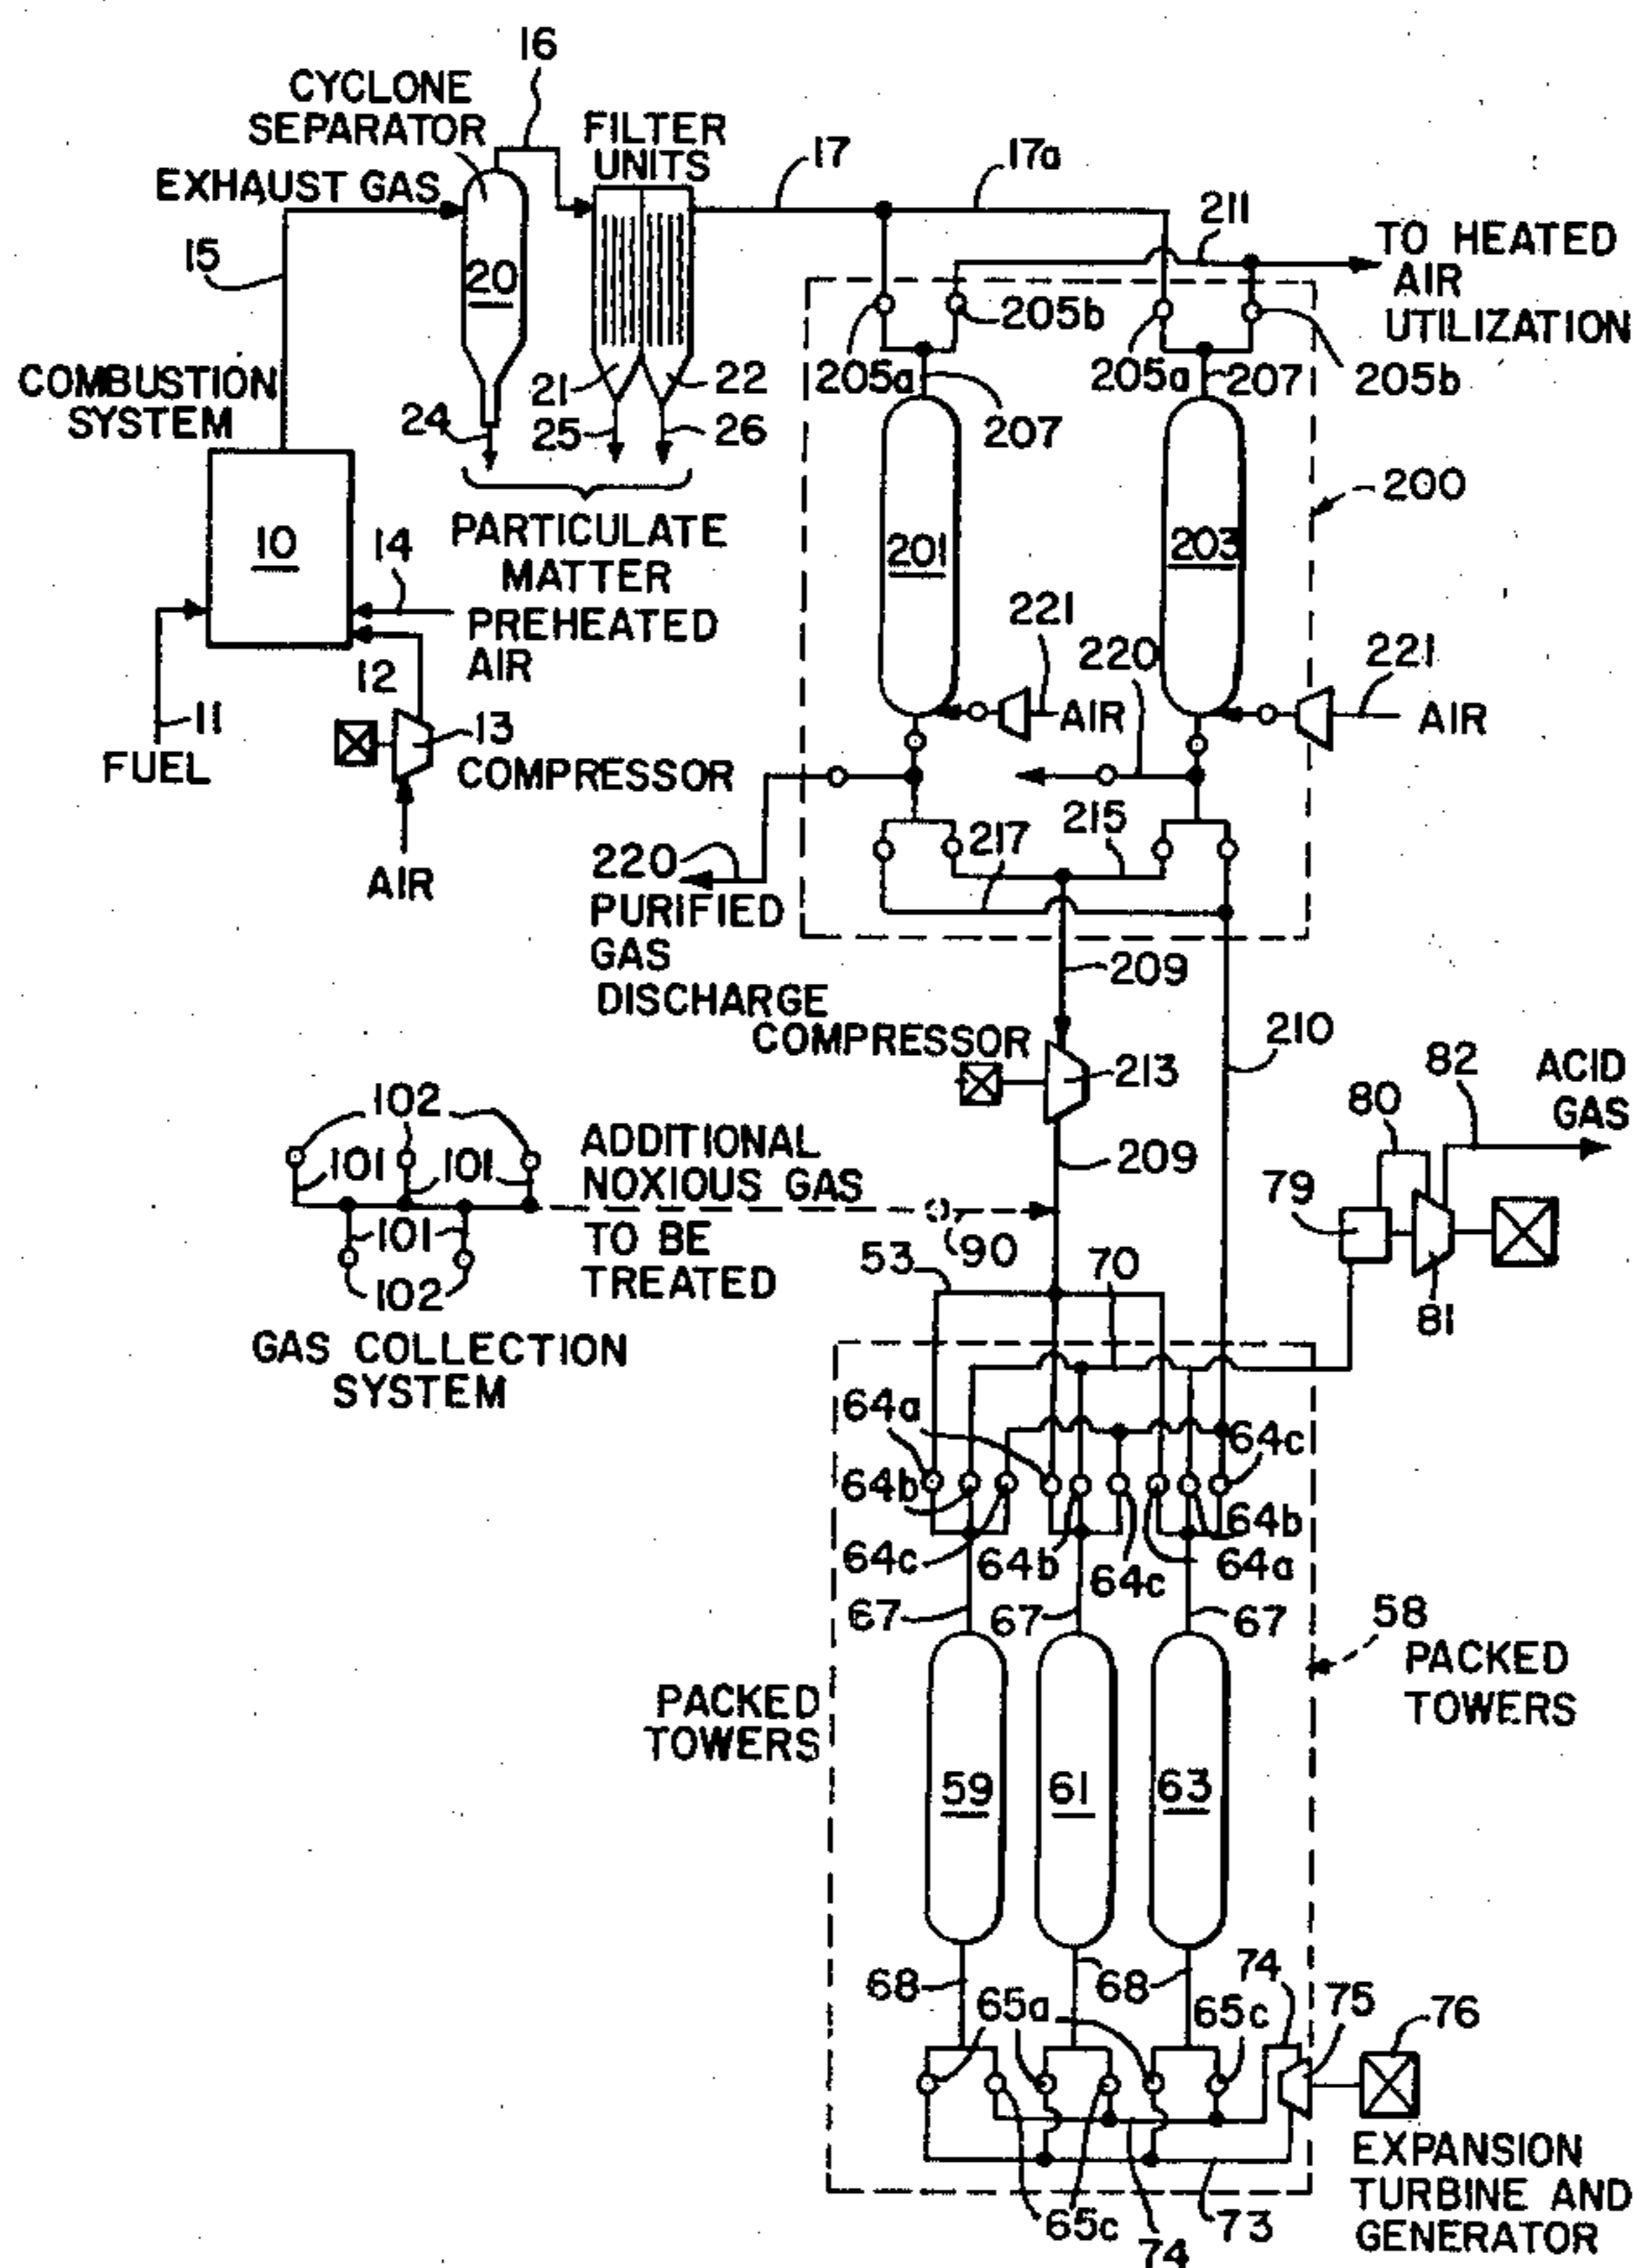 16
CYCLONE
SEPARATOR
FILTER
UNITS
EXHAUST GAS
17
17a
211
TO HEATED
AIR
UTILIZATION
15
20
205b
COMBUSTION
SYSTEM
21
22
205a
205a
207
205b
24
25
26
207
200
PARTICULATE
MATTER
10
14
201
203
PREHEATED
AIR
221
220
221
12
AIR
AIR
11
13
FUEL
COMPRESSOR
AIR
217
215
220
PURIFIED
GAS
DISCHARGE
209
COMPRESSOR
210
213
82
ACID
GAS
80
102
101
101
ADDITIONAL
NOXIOUS GAS
209
79
101
TO BE
TREATED
90
53
70
102
81
GAS COLLECTION
SYSTEM
64a
64c
64b
64b
64c
64b
64c
64a
67
67
67
58
PACKED
TOWERS
PACKED
TOWERS
59
61
63
68
68
74
65a
65c
75
76
EXPANSION
TURBINE AND
GENERATOR
65c
74
73